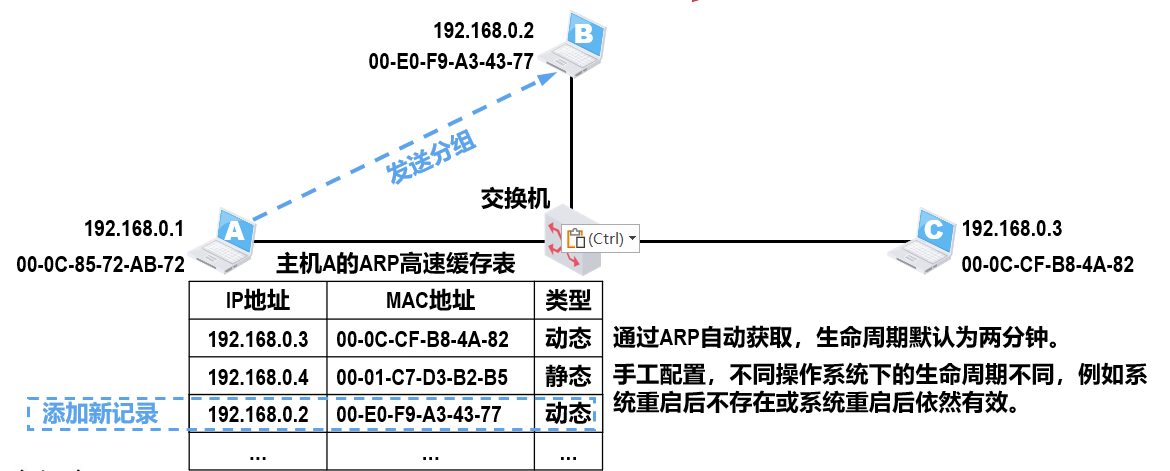 192.168.0.2
00-E0-F9-A3-43-77
B
发送分组
交换机
192.168.0.1
00-0C-85-72-AB-72
A
(Ctrl)
C
192.168.0.3
00-0C-CF-B8-4A-82
主机A的ARP高速缓存表
IP地址 MAC地址 类型
192.168.0.3 00-0C-CF-B8-4A-82 动态 通过ARP自动获取，生命周期默认为两分钟。
192.168.0.4 00-01-C7-D3-B2-B5 静态 手工配置，不同操作系统下的生命周期不同，例如系
统重启后不存在或系统重启后依然有效。
添加新记录 192.168.0.2 00-E0-F9-A3-43-77 动态
... ... ...